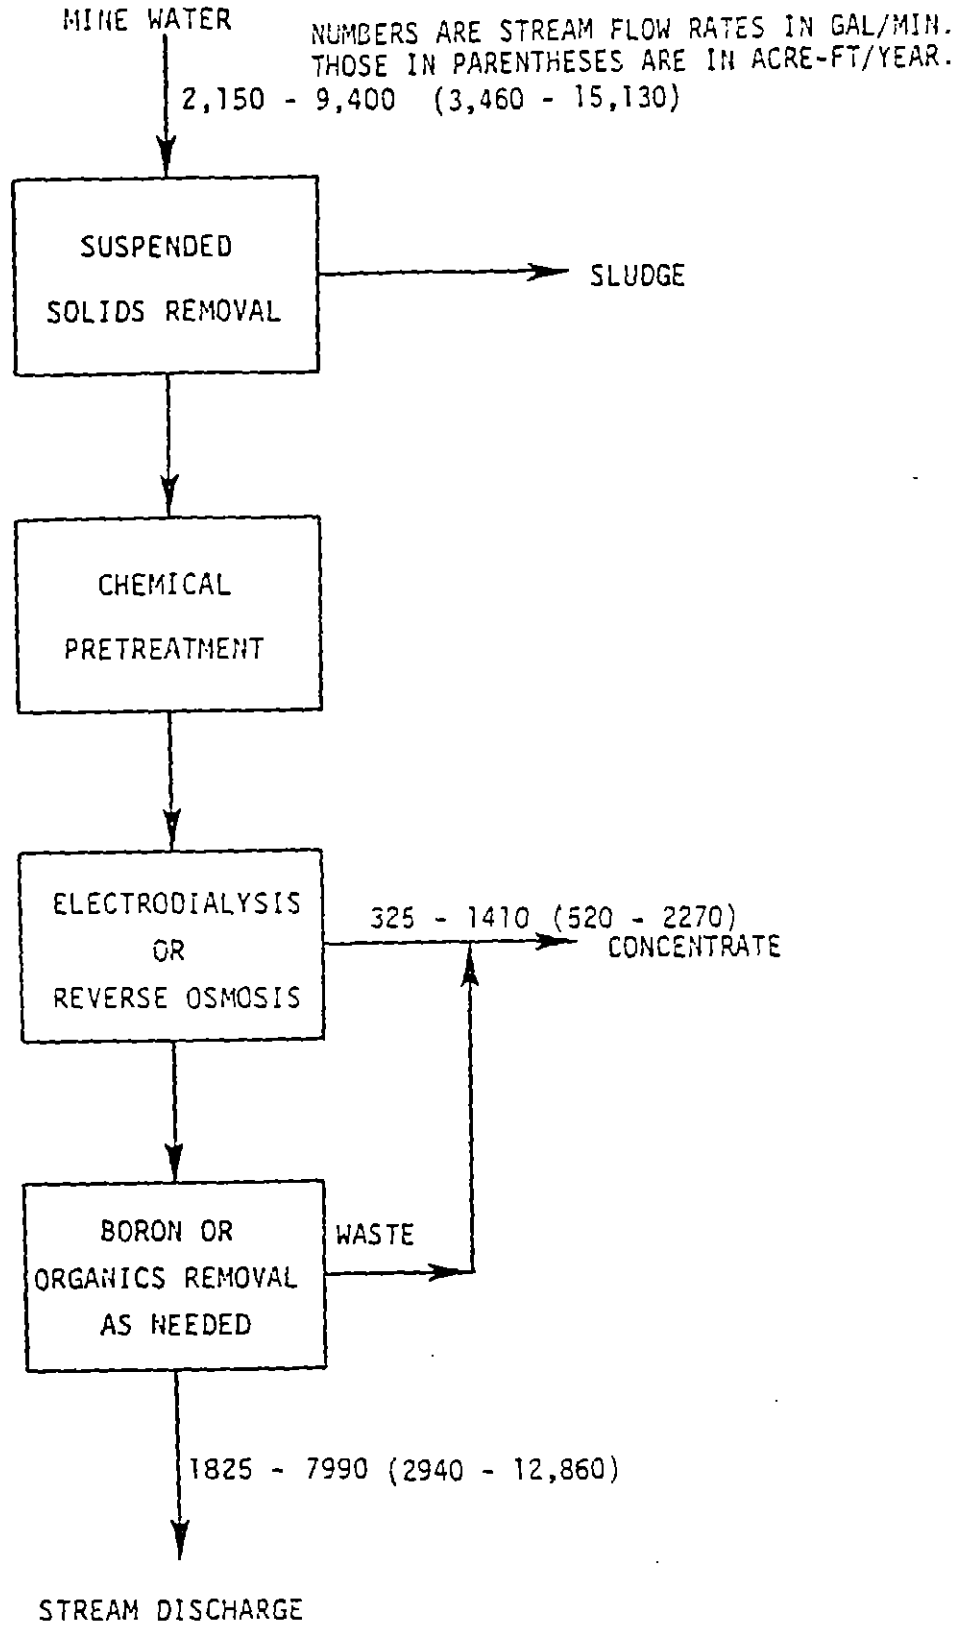 MINE WATER
NUMBERS ARE STREAM FLOW RATES IN GAL/MIN.
THOSE IN PARENTHESES ARE IN ACRE-FT/YEAR.
2,150 - 9,400 (3,460 - 15,130)
SUSPENDED
SOLIDS REMOVAL
SLUDGE
CHEMICAL
PRETREATMENT
ELECTRODIALYSIS
OR
REVERSE OSMOSIS
325 - 1410 (520 - 2270)
CONCENTRATE
BORON OR
ORGANICS REMOVAL
AS NEEDED
WASTE
1825 - 7990 (2940 - 12,860)
STREAM DISCHARGE